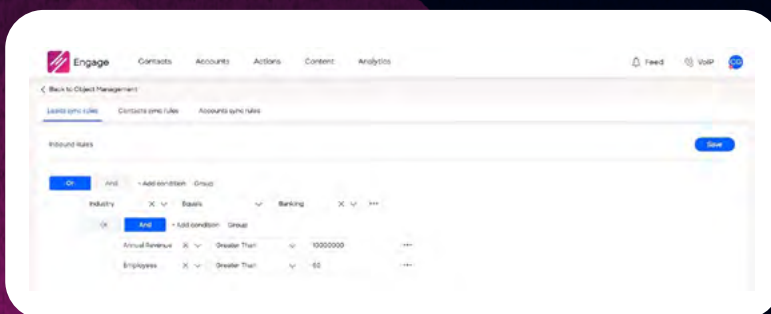 Engage Contacts Accounts Actions Content Analytics Feed VoIP CG
Back to Object Management
Leads sync rules Contacts sync rules Accounts sync rules
Inbound Rules Save
Or And + Add condition Group
Industry Equals Banking
Or And + Add condition Group
Annual Revenue Greater Than 10000000
Employees Greater Than 50